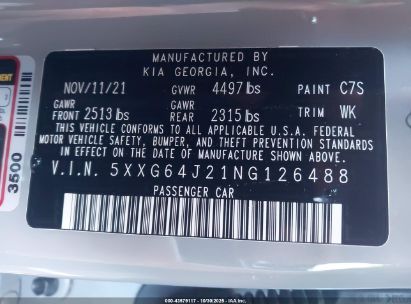 MANUFACTURED BY
KIA GEORGIA, INC.
NOV/11/21 GVWR 4497 lbs PAINT C7S
GAWR GAWR
FRONT 2513 lbs REAR 2315 lbs TRIM WK
THIS VEHICLE CONFORMS TO ALL APPLICABLE U.S.A. FEDERAL
MOTOR VEHICLE SAFETY, BUMPER, AND THEFT PREVENTION STANDARDS
IN EFFECT ON THE DATE OF MANUFACTURE SHOWN ABOVE.
V.I.N. 5XXG64J21NG126488
PASSENGER CAR
3500